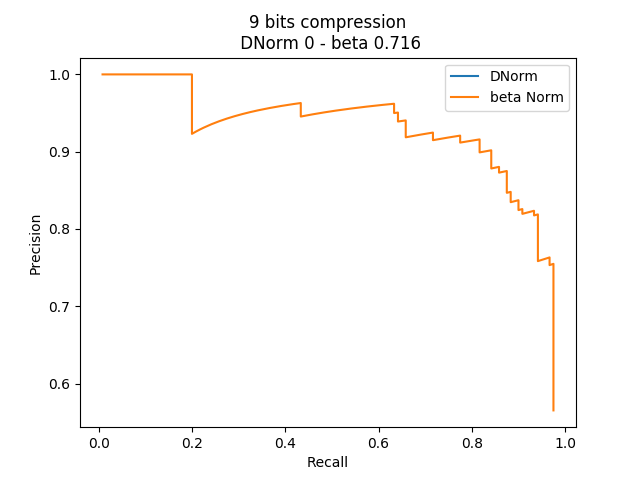 9 bits compression
DNorm 0 - beta 0.716
DNorm
beta Norm
Precision
1.0
0.9
0.8
0.7
0.6
0.0 0.2 0.4 0.6 0.8 1.0
Recall